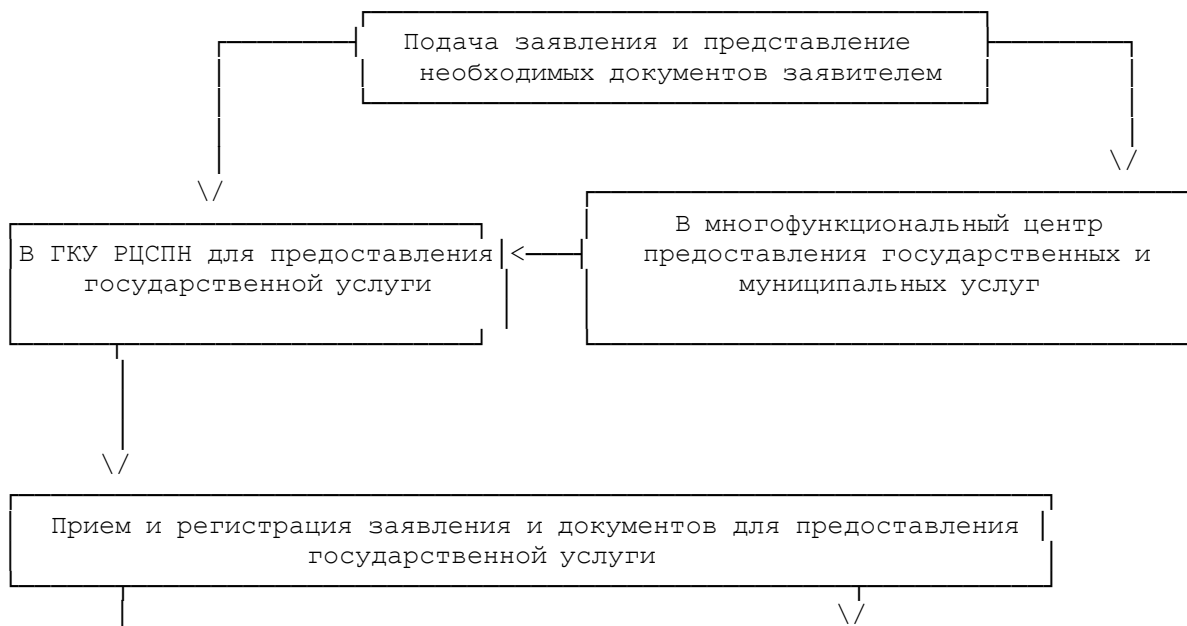 Подача заявления и представление
необходимых документов заявителем
В ГКУ РЦСПН для предоставления
государственной услуги
В многофункциональный центр
предоставления государственных и
муниципальных услуг
Прием и регистрация заявления и документов для предоставления
государственной услуги